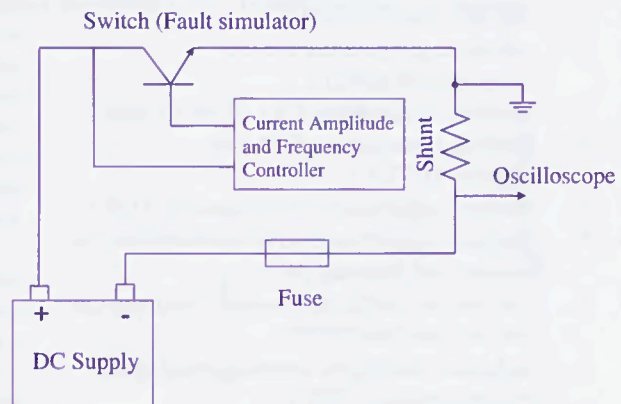 Switch (Fault simulator)
Current Amplitude
and Frequency
Controller
Shunt
Oscilloscope
Fuse
+ -
DC Supply